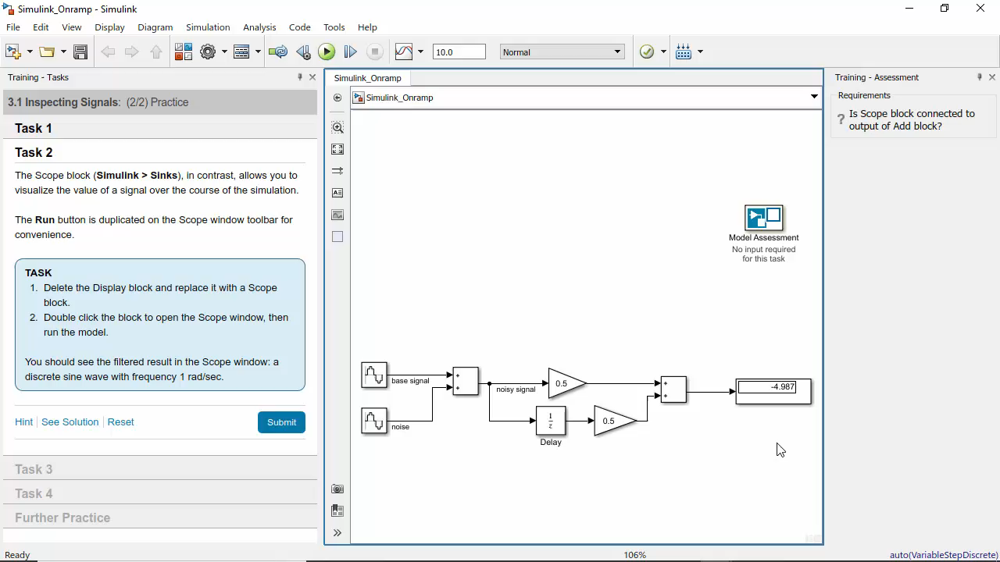 Simulink_Onramp - Simulink
File Edit View Display Diagram Simulation Analysis Code Tools Help
10.0 Normal
Training - Tasks
3.1 Inspecting Signals: (2/2) Practice
Task 1
Task 2
The Scope block (Simulink > Sinks), in contrast, allows you to
visualize the value of a signal over the course of the simulation.
The Run button is duplicated on the Scope window toolbar for
convenience.
TASK
1. Delete the Display block and replace it with a Scope
block.
2. Double click the block to open the Scope window, then
run the model.
You should see the filtered result in the Scope window: a
discrete sine wave with frequency 1 rad/sec.
Hint See Solution Reset Submit
Task 3
Task 4
Further Practice
Simulink_Onramp
Simulink_Onramp
Model Assessment
No input required
for this task
base signal
noise
+
+
noisy signal
0.5
1
z
Delay
0.5
+
+
-4.987
Training - Assessment
Requirements
? Is Scope block connected to
output of Add block?
Ready 106% auto(VariableStepDiscrete)